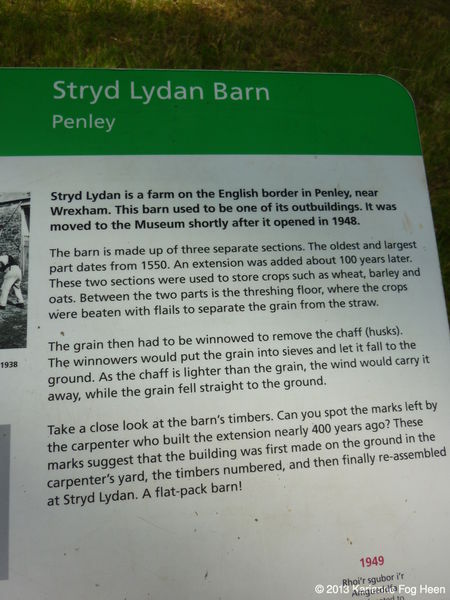 Stryd Lydan Barn
Penley
Stryd Lydan is a farm on the English border in Penley, near
Wrexham. This barn used to be one of its outbuildings. It was
moved to the Museum shortly after it opened in 1948.
The barn is made up of three separate sections. The oldest and largest
part dates from 1550. An extension was added about 100 years later.
These two sections were used to store crops such as wheat, barley and
oats. Between the two parts is the threshing floor, where the crops
were beaten with flails to separate the grain from the straw.
The grain then had to be winnowed to remove the chaff (husks).
The winnowers would put the grain into sieves and let it fall to the
ground. As the chaff is lighter than the grain, the wind would carry it
away, while the grain fell straight to the ground.
1938
Take a close look at the barn's timbers. Can you spot the marks left by
the carpenter who built the extension nearly 400 years ago? These
marks suggest that the building was first made on the ground in the
carpenter's yard, the timbers numbered, and then finally re-assembled
at Stryd Lydan. A flat-pack barn!
1949
Rhoi'r sgubor i'r
© 2013 Fog Heen